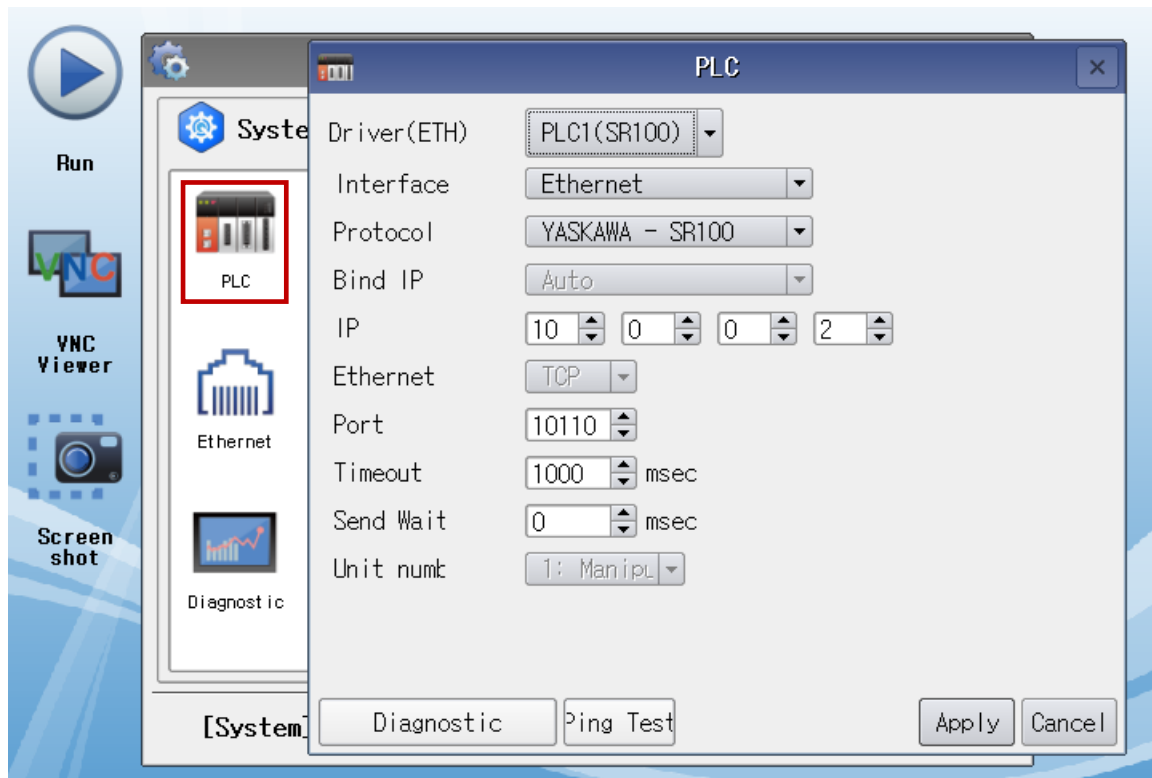 Run
VNC
VNC
Viewer
Screen
shot
Syste
PLC
Ethernet
Diagnostic
[System]
PLC
Driver(ETH) PLC1(SR100)
Interface Ethernet
Protocol YASKAWA - SR100
Bind IP Auto
IP 10 0 0 2
Ethernet TCP
Port 10110
Timeout 1000 msec
Send Wait 0 msec
Unit numb 1: Manipu
Diagnostic Ping Test Apply Cancel